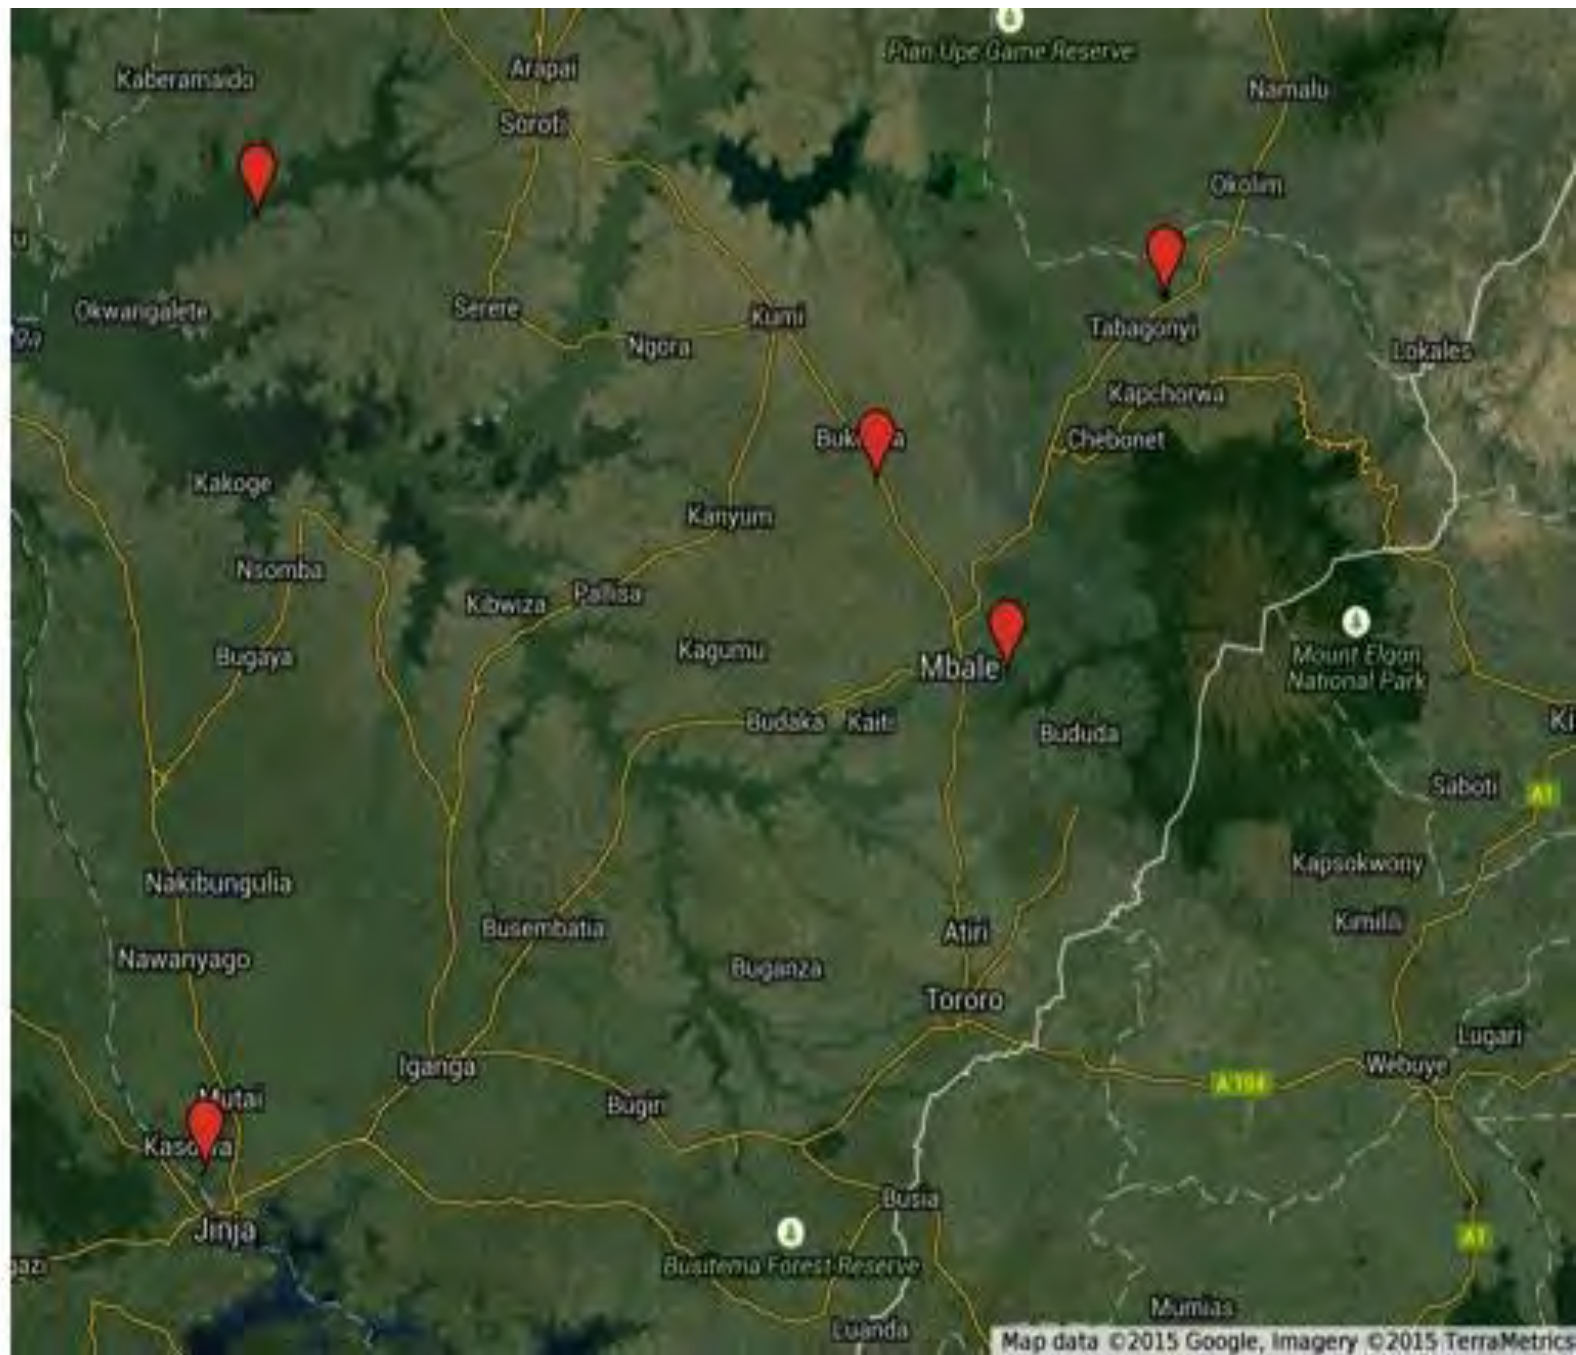 Pian Upe Game Reserve
Arapai
Kaberamaido
Namalu
Soroti
Okolim
Serere
Okwangalete
Kumi
Tabagonyi
Ngora
Lokales
Kapchorwa
Chebonet
Kakoge
Kanyum
Nsomba
Pallisa
Kibwiza
Kagumu
Bugaya
Mbale
Mount Elgon
National Park
Budaka
Kaiti
Bududa
Ki
Saboti
A1
Kapsokwony
Nakibungulia
Kimilili
Busembatia
Atiri
Nawanyago
Buganza
Tororo
Lugari
Iganga
Webuye
A104
Bugiri
Mutai
Busia
Jinja
A1
Busitema Forest Reserve
Mumias
Luanda
Map data ©2015 Google, Imagery ©2015 TerraMetrics